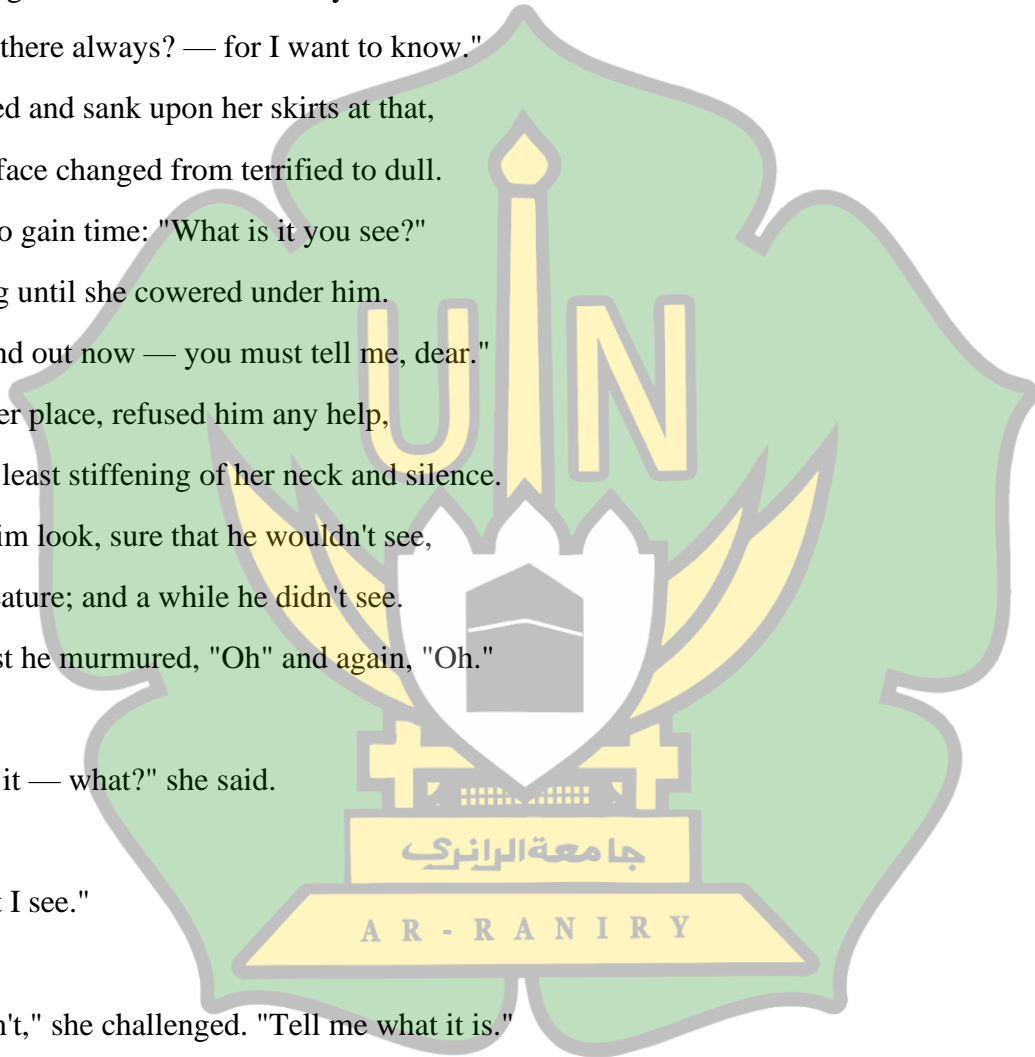 there always? — for I want to know."
ed and sank upon her skirts at that,
face changed from terrified to dull.
o gain time: "What is it you see?"
g until she cowered under him.
nd out now — you must tell me, dear."
er place, refused him any help,
least stiffening of her neck and silence.
im look, sure that he wouldn't see,
eature; and a while he didn't see.
st he murmured, "Oh" and again, "Oh."
it — what?" she said.
t I see."
n't," she challenged. "Tell me what it is."
UIN
جامعة الرانري
AR-RANIRY